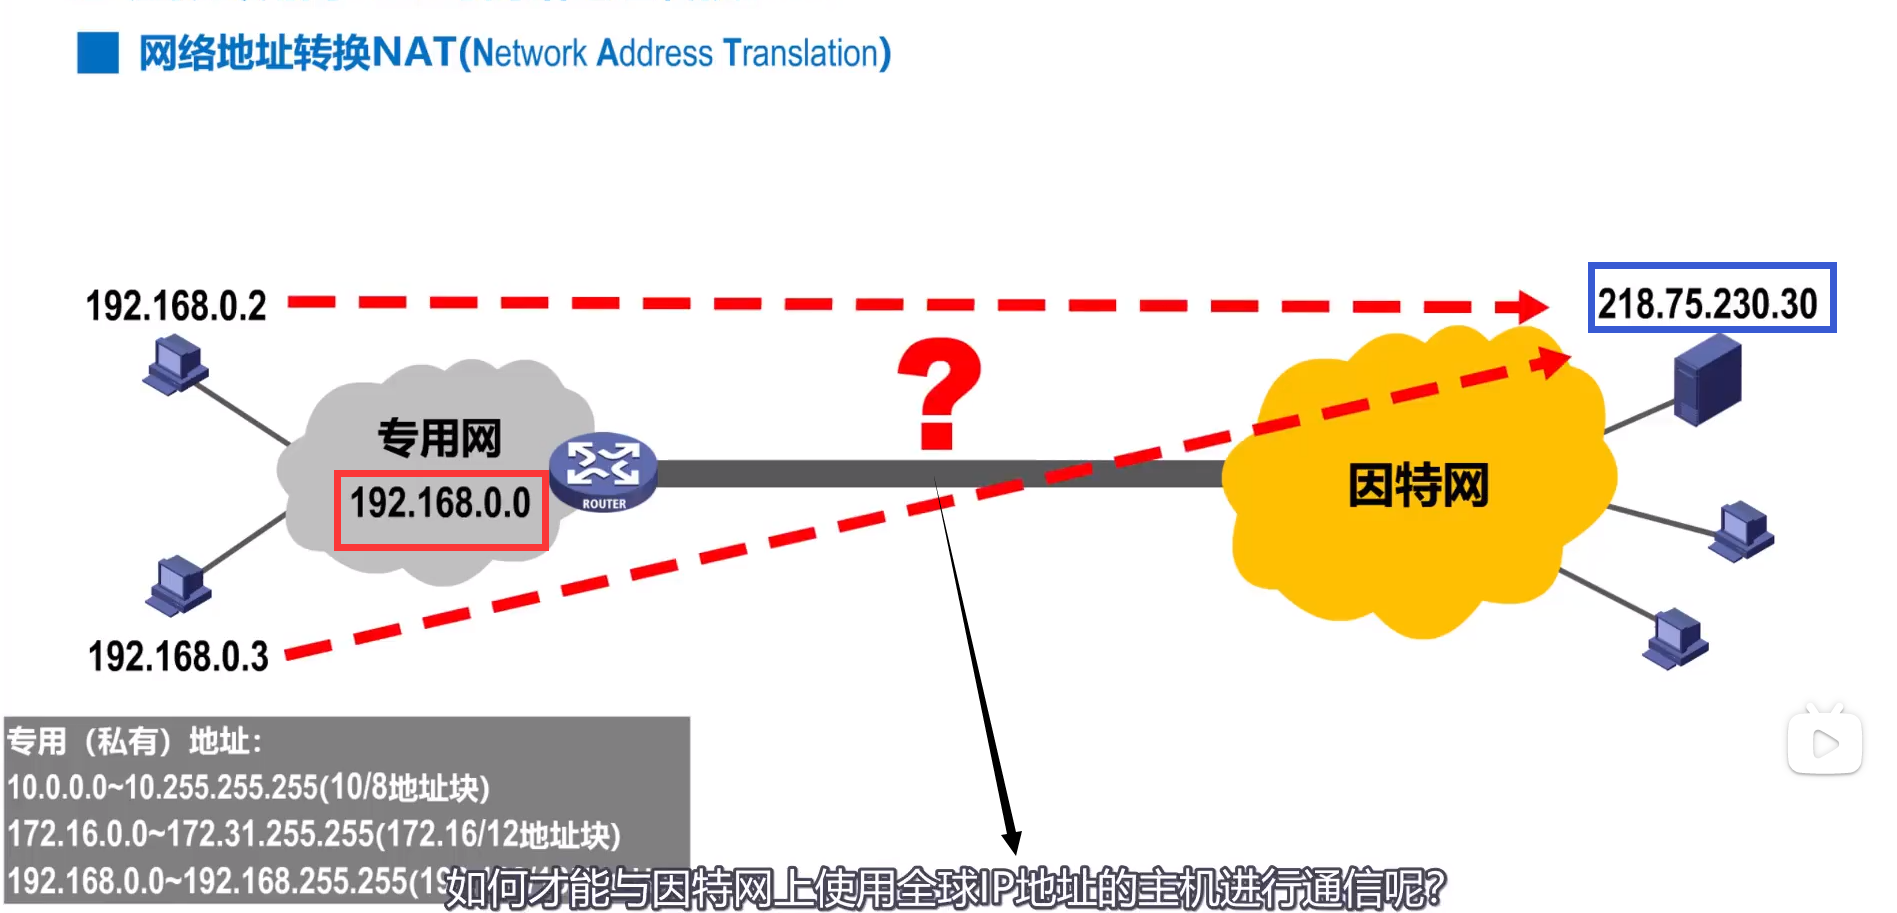 网络地址转换NAT(Network Address Translation)
192.168.0.2
218.75.230.30
?
专用网
192.168.0.0
ROUTER
因特网
192.168.0.3
专用（私有）地址：
10.0.0.0~10.255.255.255(10/8地址块)
172.16.0.0~172.31.255.255(172.16/12地址块)
192.168.0.0~192.168.255.255(19
如何才能与因特网上使用全球IP地址的主机进行通信呢？